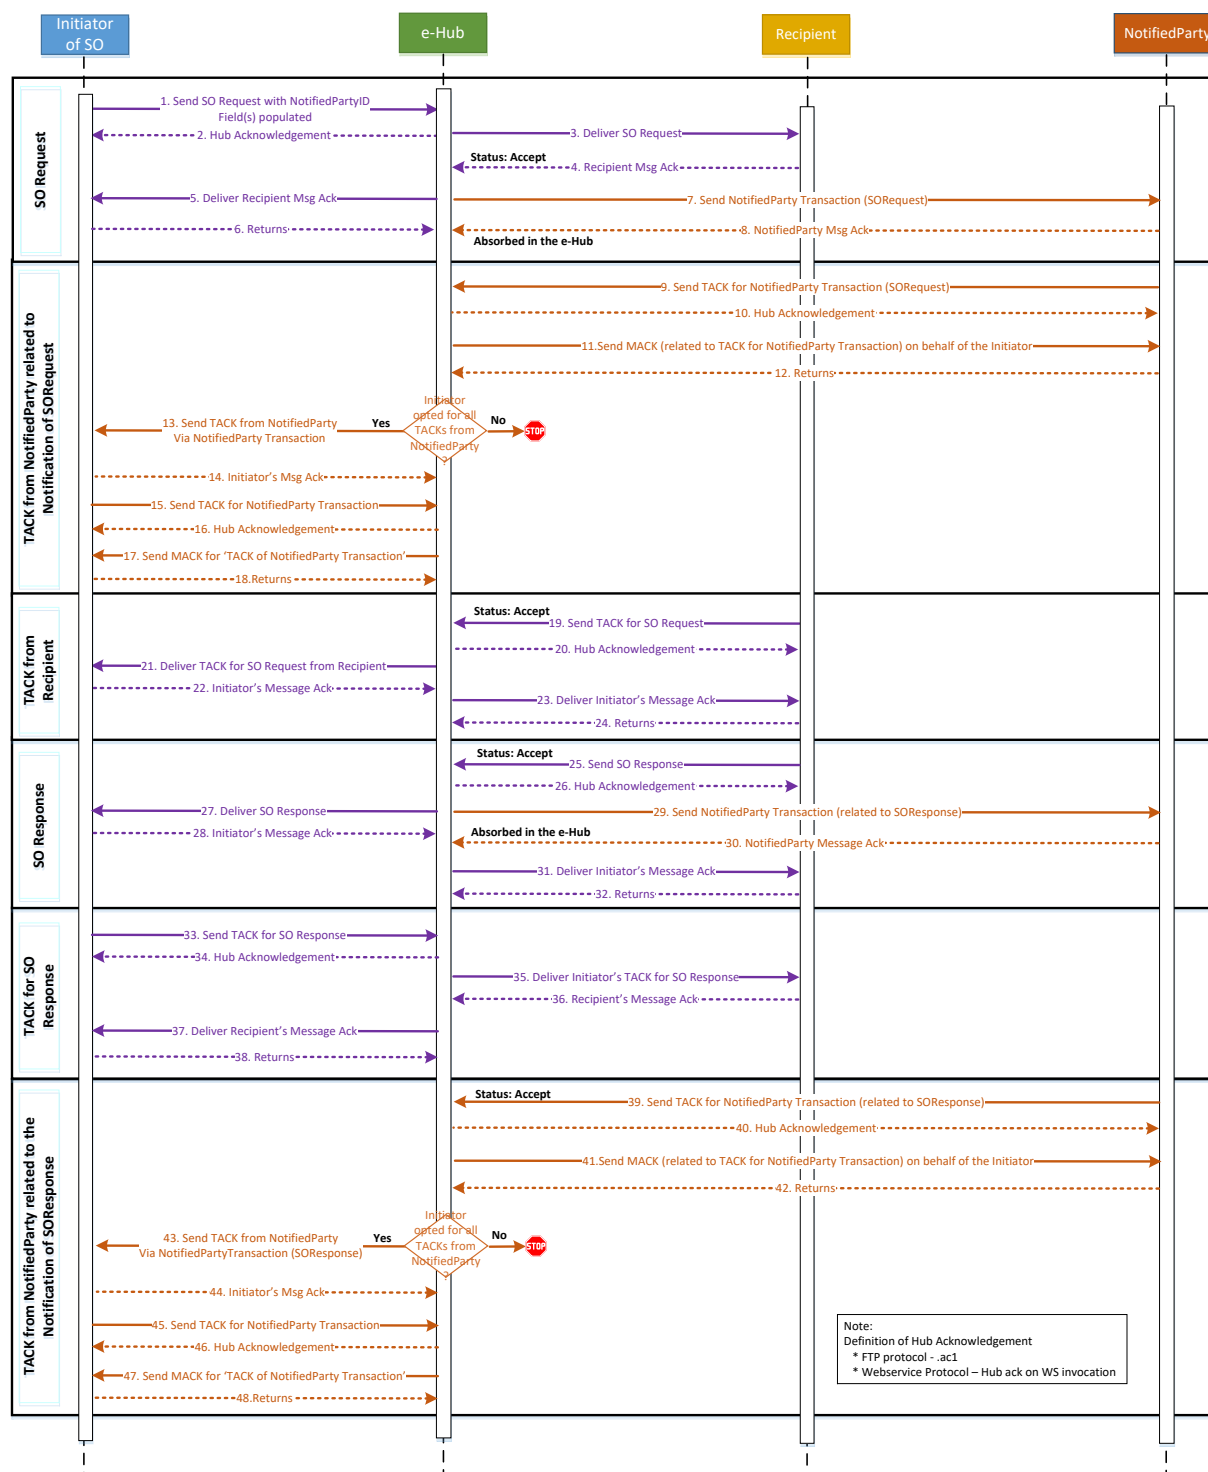 Initiator
of SO
e-Hub
Recipient
NotifiedParty
SO Request
1. Send SO Request with NotifiedPartyID
Field(s) populated
2. Hub Acknowledgement
3. Deliver SO Request
Status: Accept
4. Recipient Msg Ack
5. Deliver Recipient Msg Ack
7. Send NotifiedParty Transaction (SORequest)
6. Returns
8. NotifiedParty Msg Ack
Absorbed in the e-Hub
TACK from NotifiedParty related to
Notification of SORequest
9. Send TACK for NotifiedParty Transaction (SORequest)
10. Hub Acknowledgement
11.Send MACK (related to TACK for NotifiedParty Transaction) on behalf of the Initiator
12. Returns
Initiator
opted for all
TACKs from
NotifiedParty
?
Yes
No
STOP
13. Send TACK from NotifiedParty
Via NotifiedParty Transaction
14. Initiator's Msg Ack
15. Send TACK for NotifiedParty Transaction
16. Hub Acknowledgement
17. Send MACK for ‘TACK of NotifiedParty Transaction’
18.Returns
TACK from
Recipient
Status: Accept
19. Send TACK for SO Request
20. Hub Acknowledgement
21. Deliver TACK for SO Request from Recipient
22. Initiator’s Message Ack
23. Deliver Initiator’s Message Ack
24. Returns
SO Response
Status: Accept
25. Send SO Response
26. Hub Acknowledgement
27. Deliver SO Response
29. Send NotifiedParty Transaction (related to SOResponse)
28. Initiator’s Message Ack
Absorbed in the e-Hub
30. NotifiedParty Message Ack
31. Deliver Initiator’s Message Ack
32. Returns
TACK for SO
Response
33. Send TACK for SO Response
34. Hub Acknowledgement
35. Deliver Initiator’s TACK for SO Response
36. Recipient’s Message Ack
37. Deliver Recipient’s Message Ack
38. Returns
TACK from NotifiedParty related to the
Notification of SOResponse
Status: Accept
39. Send TACK for NotifiedParty Transaction (related to SOResponse)
40. Hub Acknowledgement
41.Send MACK (related to TACK for NotifiedParty Transaction) on behalf of the Initiator
42. Returns
Initiator
opted for all
TACKs from
NotifiedParty
?
Yes
No
STOP
43. Send TACK from NotifiedParty
Via NotifiedPartyTransaction (SOResponse)
44. Initiator’s Msg Ack
45. Send TACK for NotifiedParty Transaction
46. Hub Acknowledgement
47. Send MACK for ‘TACK of NotifiedParty Transaction’
48.Returns
Note:
Definition of Hub Acknowledgement
* FTP protocol - .ac1
* Webservice Protocol – Hub ack on WS invocation